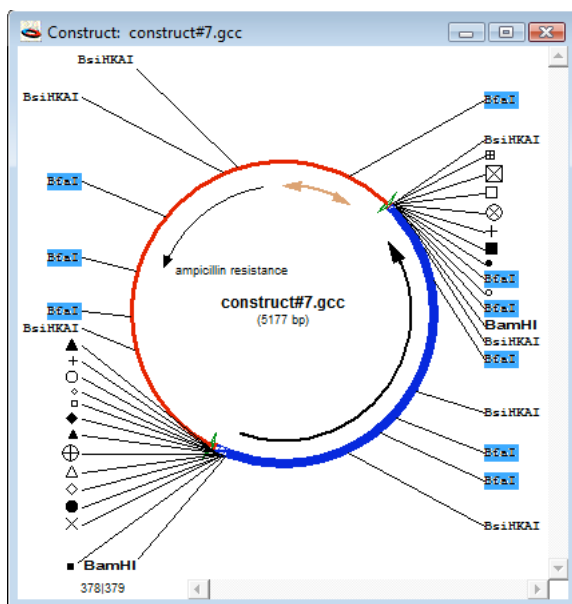 Construct: construct#7.gcc
BsiHKAI
BsiHKAI
BfaI
BsiHKAI
BfaI
BfaI
ampicillin resistance
construct#7.gcc
(5177 bp)
BfaI
BfaI
BfaI
BamHI
BsiHKAI
BsiHKAI
BfaI
BsiHKAI
BfaI
BfaI
BsiHKAI
BamHI
378|379